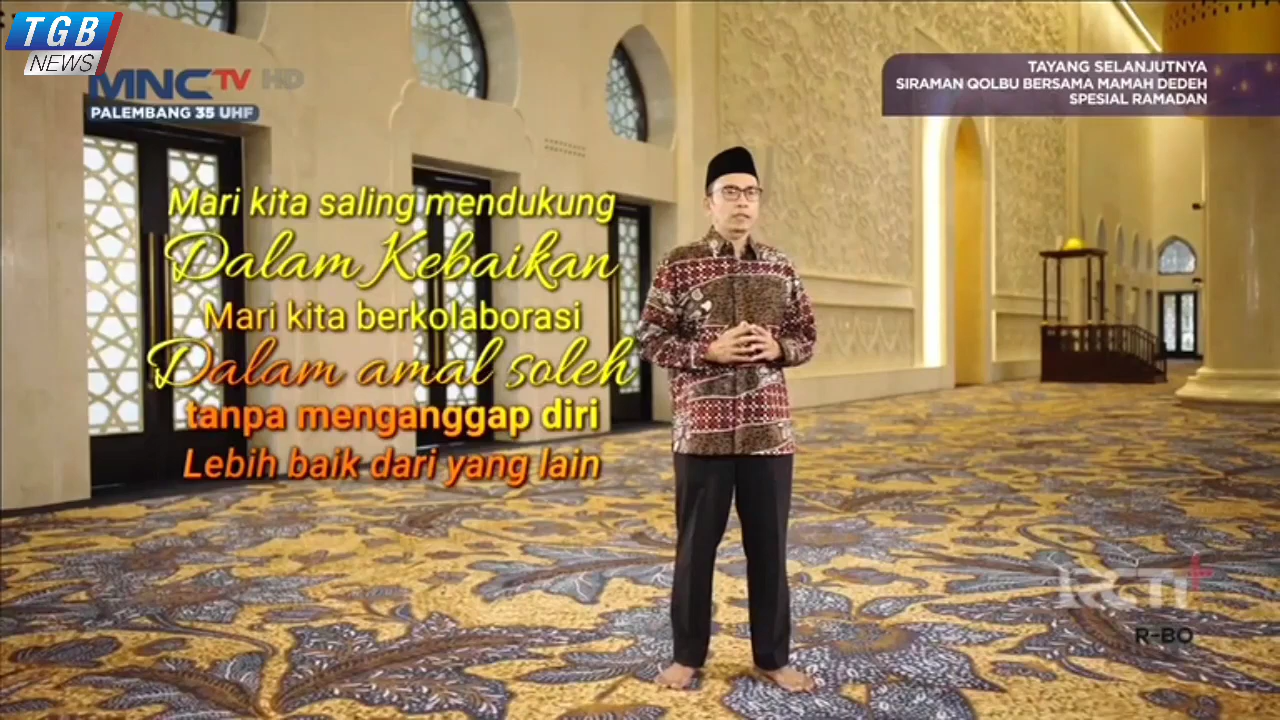 TGB
NEWS
MNCTV HD
PALEMBANG 35 UHF
TAYANG SELANJUTNYA
SIRAMAN QOLBU BERSAMA MAMAH DEDEH
SPESIAL RAMADAN
Mari kita saling mendukung
Dalam Kebaikan
Mari kita berkolaborasi
Dalam amal soleh
tanpa menganggap diri
Lebih baik dari yang lain
RCTI+
R-BO